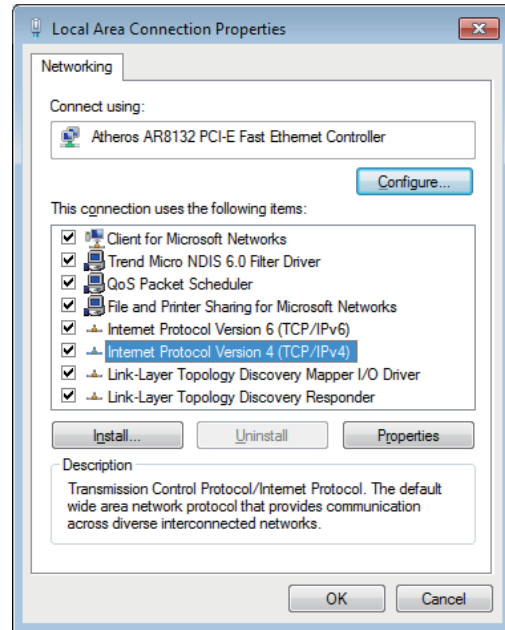 Local Area Connection Properties
Networking
Connect using:
Atheros AR8132 PCI-E Fast Ethernet Controller
Configure...
This connection uses the following items:
Client for Microsoft Networks
Trend Micro NDIS 6.0 Filter Driver
QoS Packet Scheduler
File and Printer Sharing for Microsoft Networks
Internet Protocol Version 6 (TCP/IPv6)
Internet Protocol Version 4 (TCP/IPv4)
Link-Layer Topology Discovery Mapper I/O Driver
Link-Layer Topology Discovery Responder
Install... Uninstall Properties
Description
Transmission Control Protocol/Internet Protocol. The default
wide area network protocol that provides communication
across diverse interconnected networks.
OK Cancel